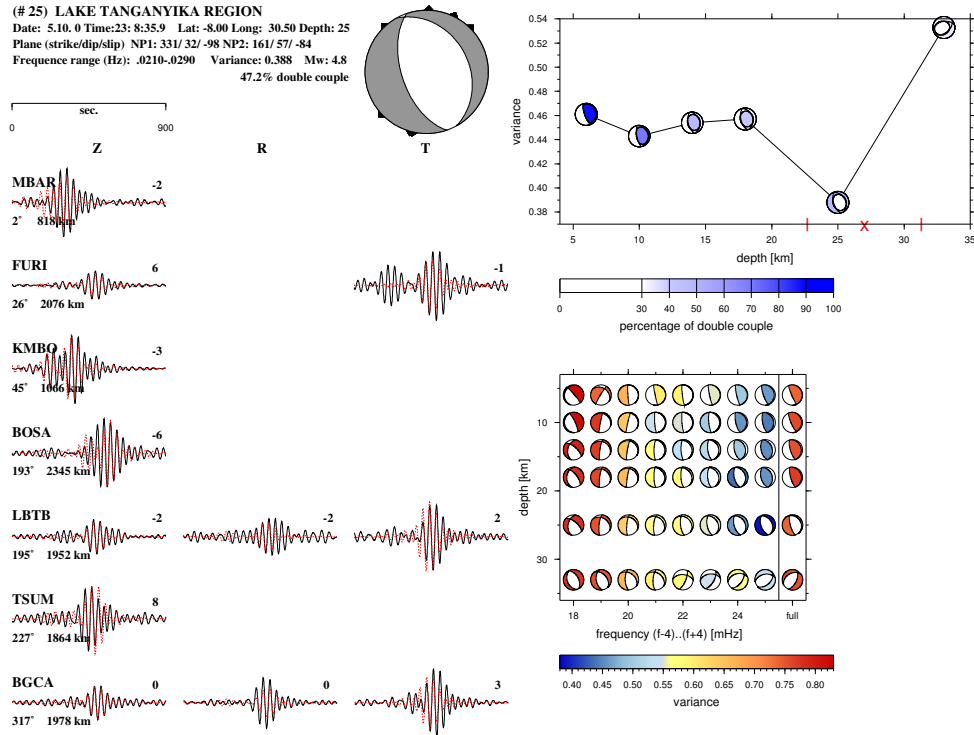 (# 25) LAKE TANGANYIKA REGION
Date: 5.10. 0 Time:23: 8:35.9 Lat: -8.00 Long: 30.50 Depth: 25
Plane (strike/dip/slip) NP1: 331/ 32/ -98 NP2: 161/ 57/ -84
Frequency range (Hz): .0210-.0290 Variance: 0.388 Mw: 4.8
47.2% double couple
sec.
0 900
Z R T
MBAR -2
2° 818 km
FURI 6 -1
26° 2076 km
KMBO -3
45° 1066 km
BOSA -6
193° 2345 km
LBTB -2 -2 2
195° 1952 km
TSUM 8
227° 1864 km
BGCA 0 0 3
317° 1978 km
0.54
0.52
0.50
0.48
0.46
0.44
0.42
0.40
0.38
variance
x
5 10 15 20 25 30 35
depth [km]
0 30 40 50 60 70 80 90 100
percentage of double couple
10
20
30
depth [km]
18 20 22 24 full
frequency (f-4)..(f+4) [mHz]
0.40 0.45 0.50 0.55 0.60 0.65 0.70 0.75 0.80
variance